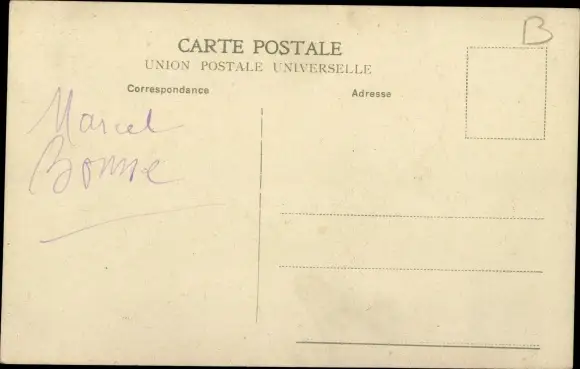 B
CARTE POSTALE
UNION POSTALE UNIVERSELLE
Correspondance
Adresse
Marcel
Bonne